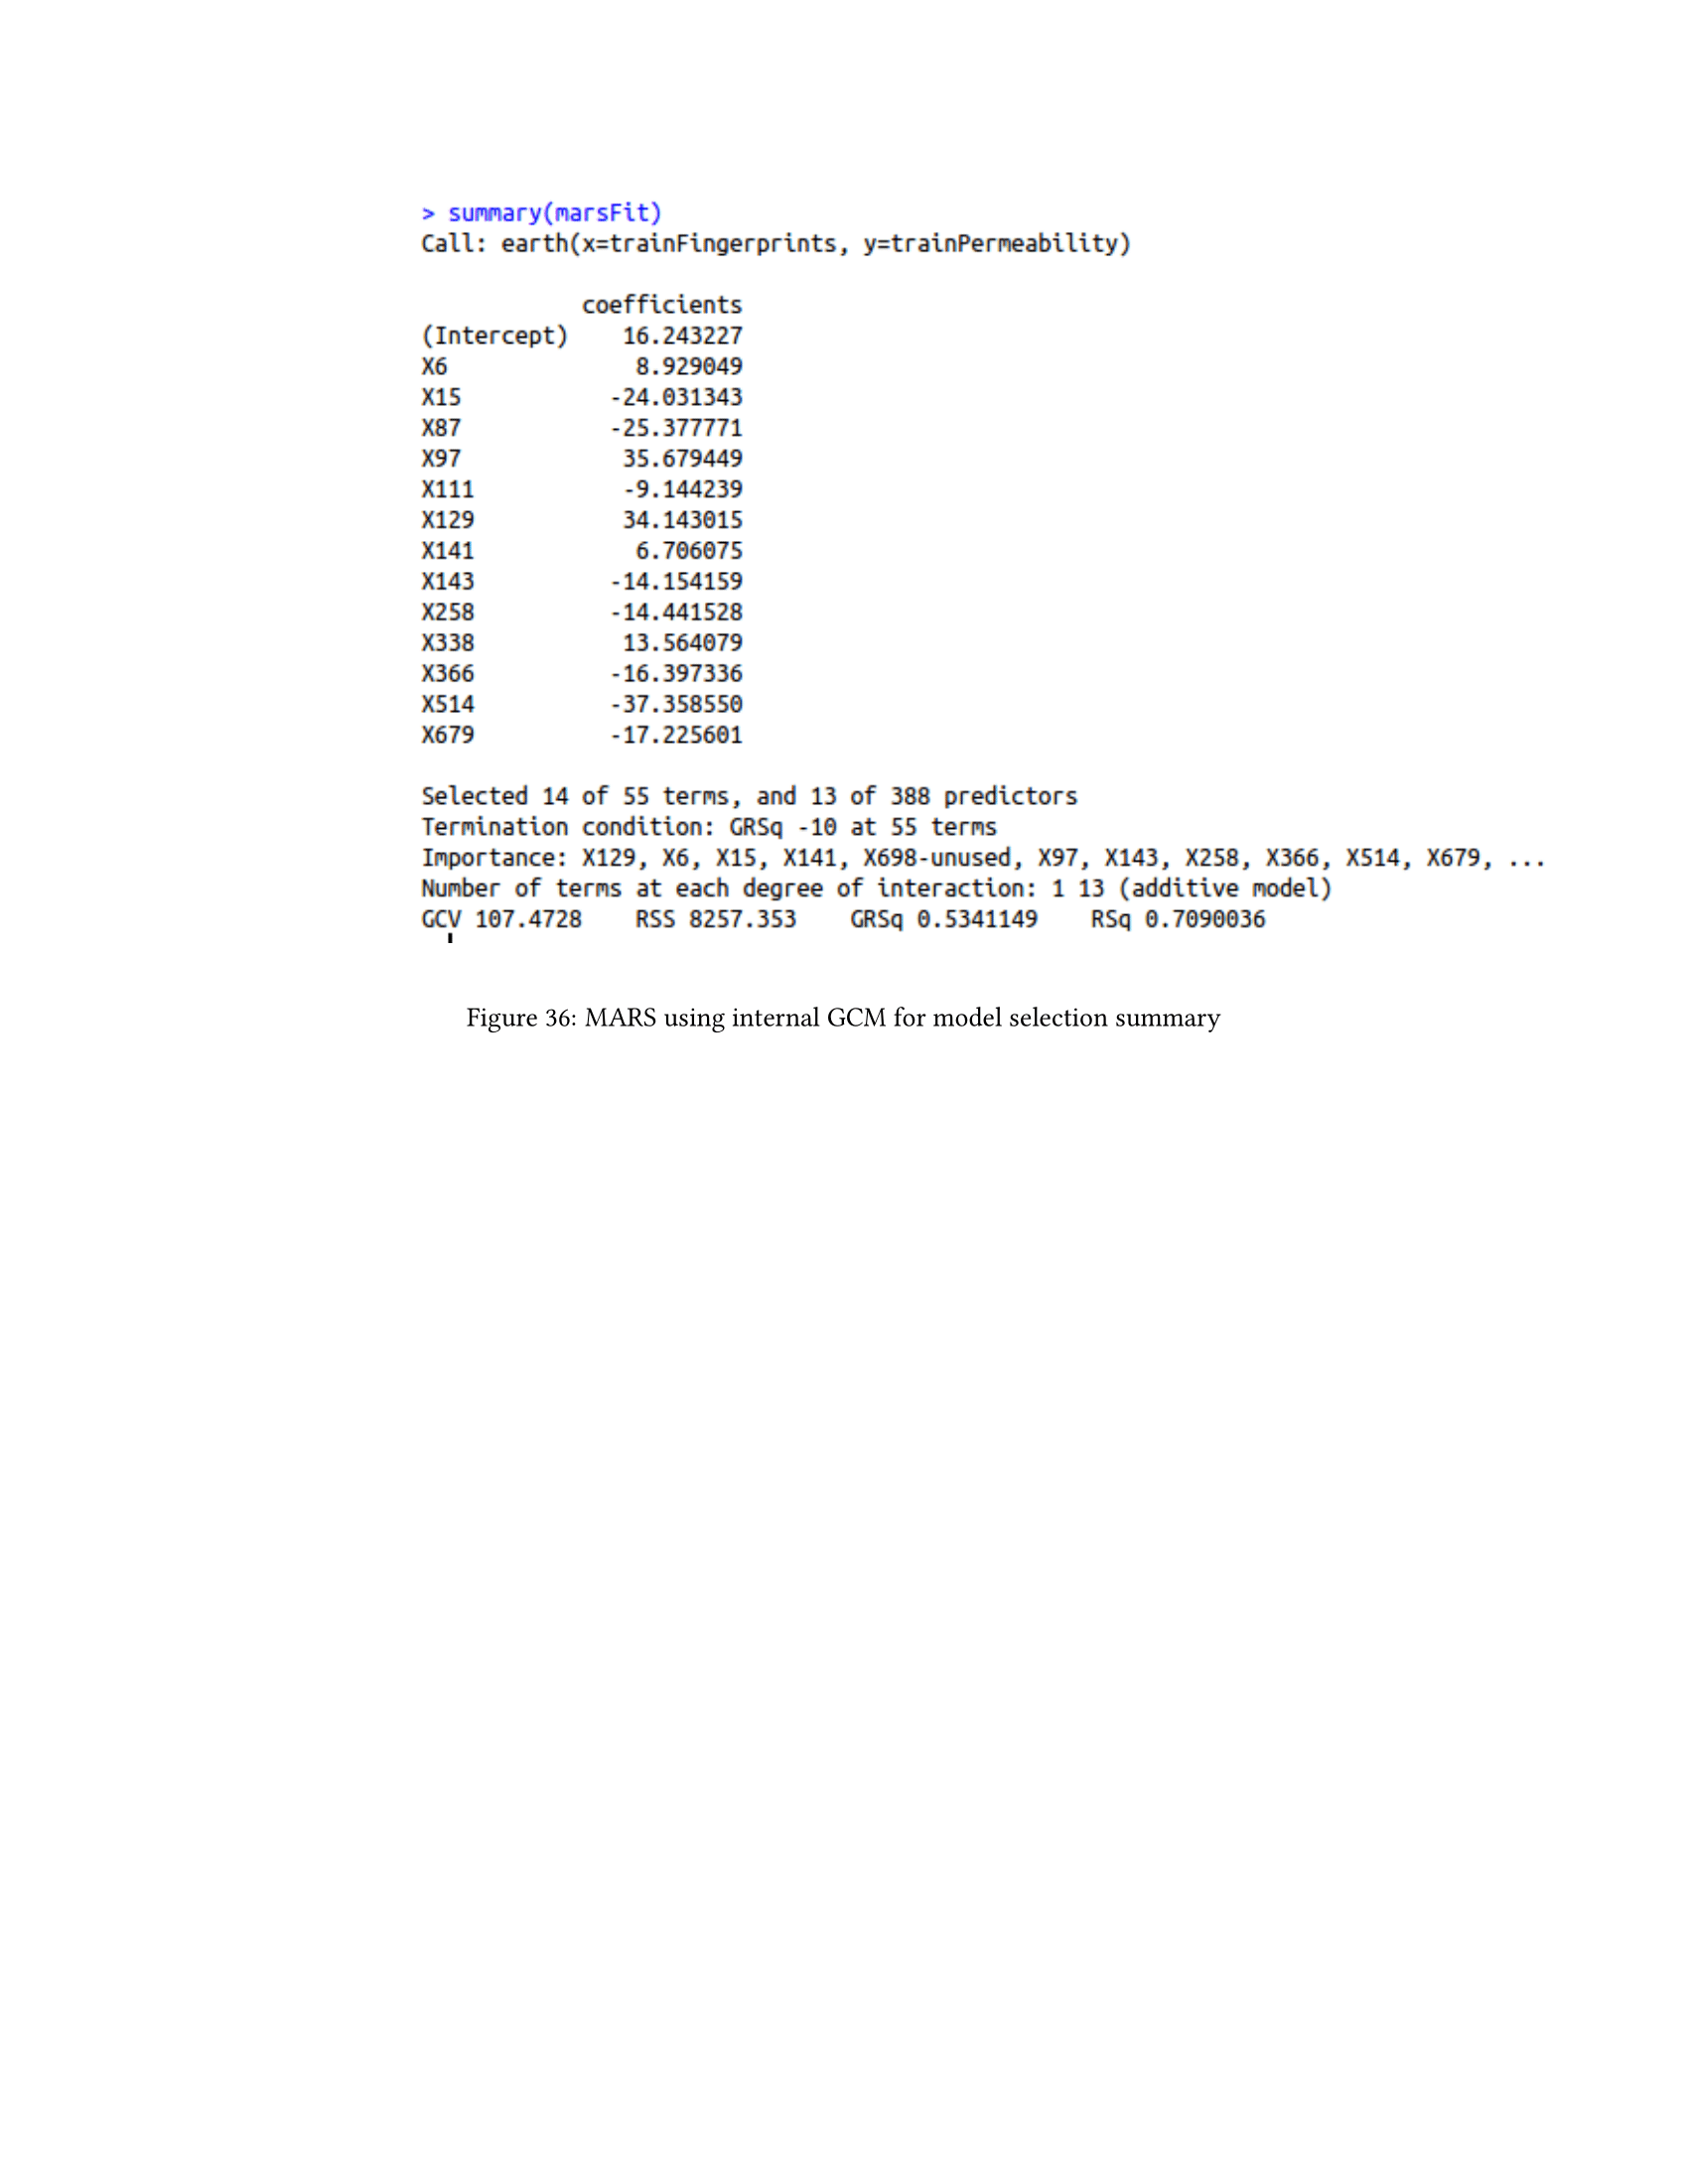 > summary(marsFit)
Call: earth(x=trainFingerprints, y=trainPermeability)
coefficients
(Intercept) 16.243227
X6 8.929049
X15 -24.031343
X87 -25.377771
X97 35.679449
X111 -9.144239
X129 34.143015
X141 6.706075
X143 -14.154159
X258 -14.441528
X338 13.564079
X366 -16.397336
X514 -37.358550
X679 -17.225601
Selected 14 of 55 terms, and 13 of 388 predictors
Termination condition: GRSq -10 at 55 terms
Importance: X129, X6, X15, X141, X698-unused, X97, X143, X258, X366, X514, X679, ...
Number of terms at each degree of interaction: 1 13 (additive model)
GCV 107.4728 RSS 8257.353 GRSq 0.5341149 RSq 0.7090036
Figure 36: MARS using internal GCM for model selection summary